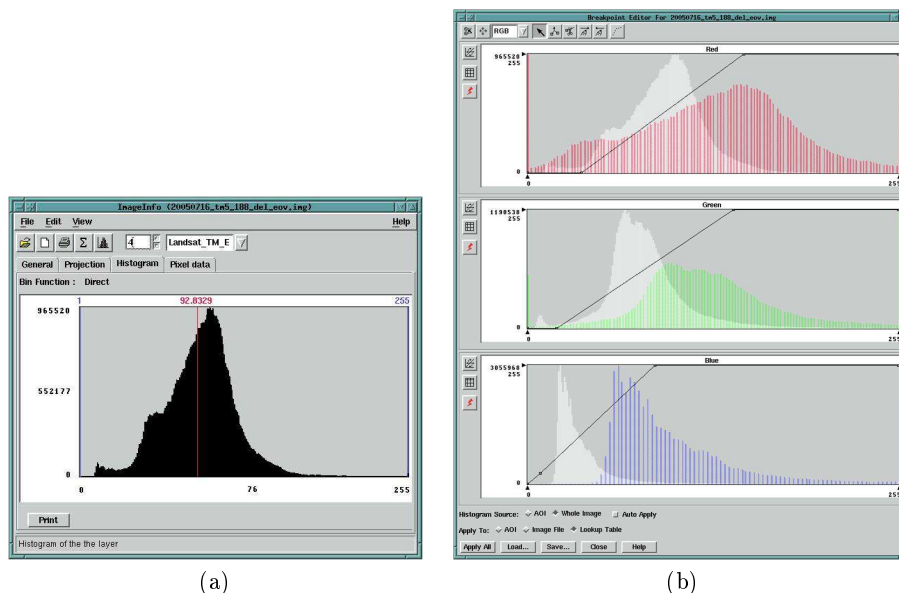 ImageInfo (20050716_tm5_188_del_eov.img)
File Edit View Help
4 Landsat_TM_E
General Projection Histogram Pixel data
Bin Function : Direct
1 92.8329 255
965520
552177
0
0 76 255
Print
Histogram of the the layer
(a)
Breakpoint Editor For 20050716_tm5_188_del_eov.img
RGB
Red
965520
255
0
0 255
Green
1190538
255
0
0 255
Blue
3055968
255
0
0 255
Histogram Source: AOI Whole Image Auto Apply
Apply To: AOI Image File Lookup Table
Apply All Load... Save... Close Help
(b)